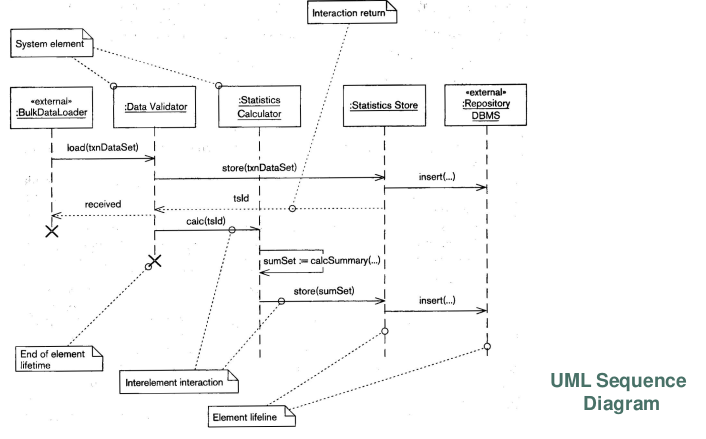 Interaction return
System element
«external»
:BulkDataLoader
:Data Validator
:Statistics
Calculator
:Statistics Store
«external»
:Repository
DBMS
load(txnDataSet)
store(txnDataSet)
insert(...)
tsId
received
calc(tsId)
sumSet := calcSummary(...)
store(sumSet)
insert(...)
End of element
lifetime
Interelement interaction
Element lifeline
UML Sequence
Diagram